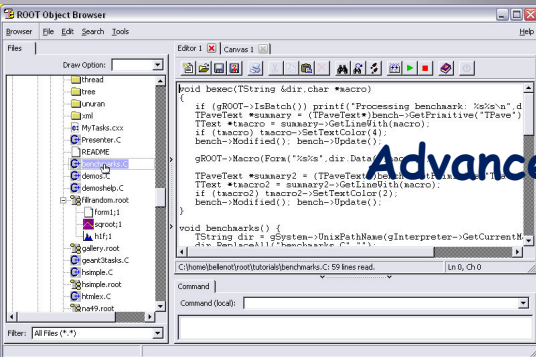 ROOT Object Browser
Browser File Edit Search Tools Help
Files
Draw Option:
thread
tree
unuran
xml
MyTasks.cxx
Presenter.C
README
benchmarks.C
demos.C
demoshelp.C
fillrandom.root
form1;1
sqroot;1
h1f;1
gallery.root
geant3tasks.C
hsimple.C
hsimple.root
htmlex.C
na49.root
Filter: All Files (*.*)
Editor 1 Canvas 1
void bexec(TString &dir,char *macro)
{
if (gROOT->IsBatch()) printf("Processing benchmark: %s%s\n",d
TPaveText *summary = (TPaveText*)bench->GetPrimitive("TPave")
TText *tmacro = summary->GetLineWith(macro);
if (tmacro) tmacro->SetTextColor(4);
bench->Modified(); bench->Update();
gROOT->Macro(Form("%s%s",dir.Data(), macro
TPaveText *summary2 = (TPaveText
TText *tmacro2 = summary2->GetLineWith(macro);
if (tmacro2) tmacro2->SetTextColor(2);
bench->Modified(); bench->Update();
}
void benchmarks() {
TString dir = gSystem->UnixPathName(gInterpreter->GetCurrentM
dir.ReplaceAll("benchmarks.C","");
Advance
C:\home\bellenot\root\tutorials\benchmarks.C: 59 lines read. Ln 0, Ch 0
Command
Command (local):